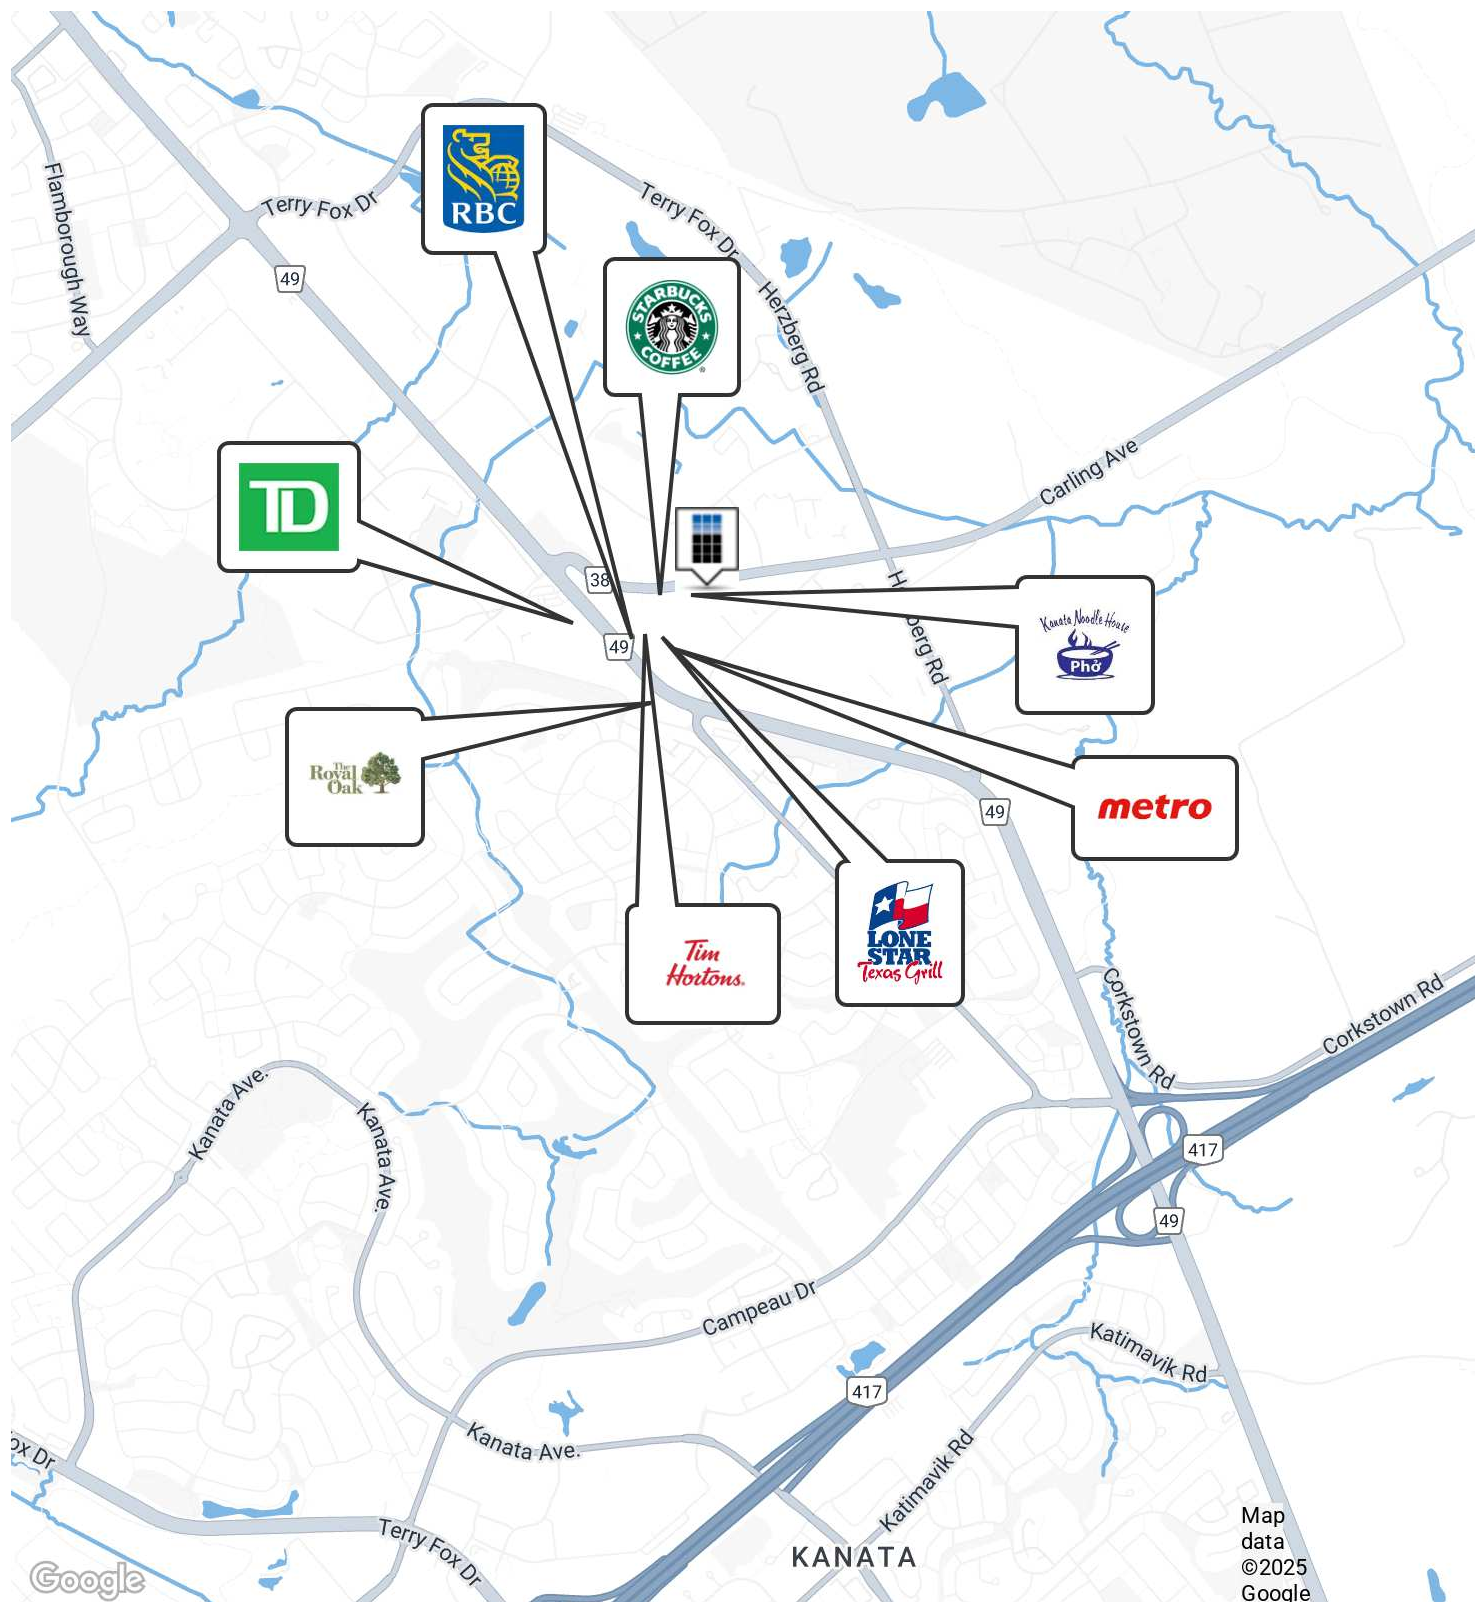 Flamborough Way
Terry Fox Dr
RBC
Terry Fox Dr
49
STARBUCKS
COFFEE
®
Herzberg Rd
TD
Carling Ave
38
49
Kanata Noodle House
Phở
The
Royal
Oak
metro
49
LONE
STAR
Texas Grill
Tim
Hortons.
Corkstown Rd
Corkstown Rd
Kanata Ave.
Kanata Ave.
417
49
Campeau Dr
Katimavik Rd
417
Kanata Ave.
ox Dr
Katimavik Rd
Terry Fox Dr
KANATA
Map
data
©2025
Google
Google